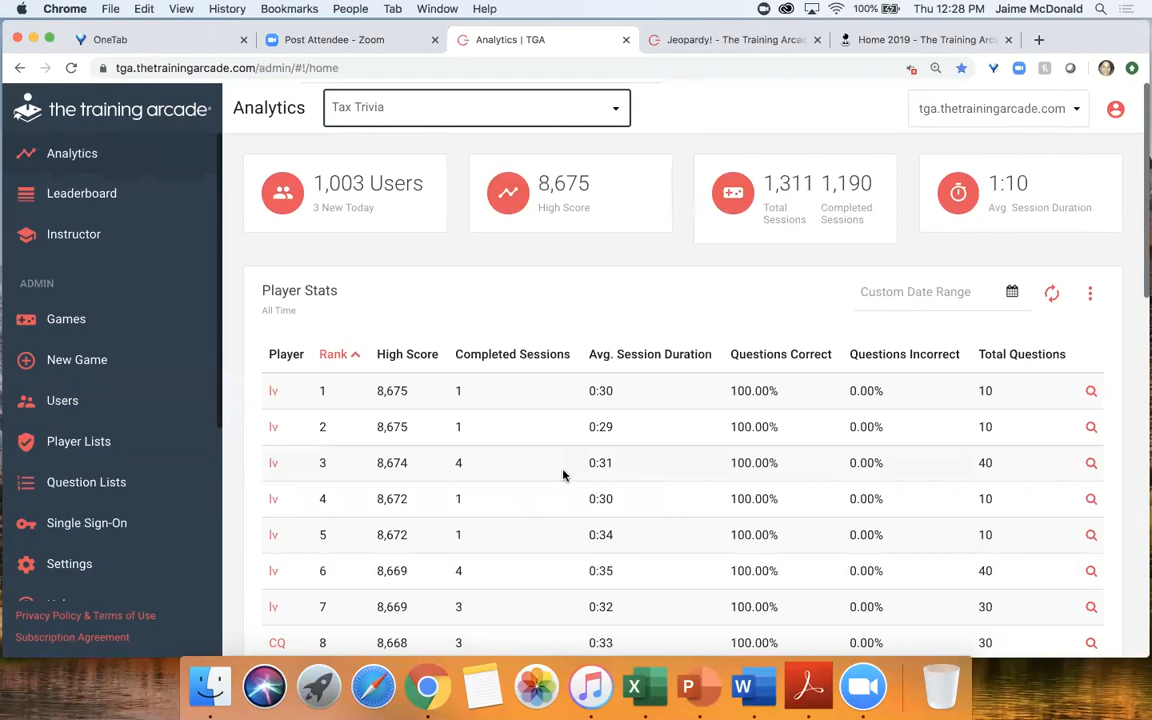 Chrome File Edit View History Bookmarks People Tab Window Help 100% Thu 12:28 PM Jaime McDonald
OneTab
Post Attendee - Zoom
Analytics | TGA
Jeopardy! - The Training Arca
Home 2019 - The Training Arc
tga.thetrainingarcade.com/admin/#!/home
the training arcade
Analytics
Leaderboard
Instructor
ADMIN
Games
New Game
Users
Player Lists
Question Lists
Single Sign-On
Settings
Privacy Policy & Terms of Use
Subscription Agreement
Analytics
Tax Trivia
tga.thetrainingarcade.com
1,003 Users
3 New Today
8,675
High Score
1,311 1,190
Total Sessions Completed Sessions
1:10
Avg. Session Duration
Player Stats
All Time
Custom Date Range
Player Rank High Score Completed Sessions Avg. Session Duration Questions Correct Questions Incorrect Total Questions
lv 1 8,675 1 0:30 100.00% 0.00% 10
lv 2 8,675 1 0:29 100.00% 0.00% 10
lv 3 8,674 4 0:31 100.00% 0.00% 40
lv 4 8,672 1 0:30 100.00% 0.00% 10
lv 5 8,672 1 0:34 100.00% 0.00% 10
lv 6 8,669 4 0:35 100.00% 0.00% 40
lv 7 8,669 3 0:32 100.00% 0.00% 30
CQ 8 8,668 3 0:33 100.00% 0.00% 30